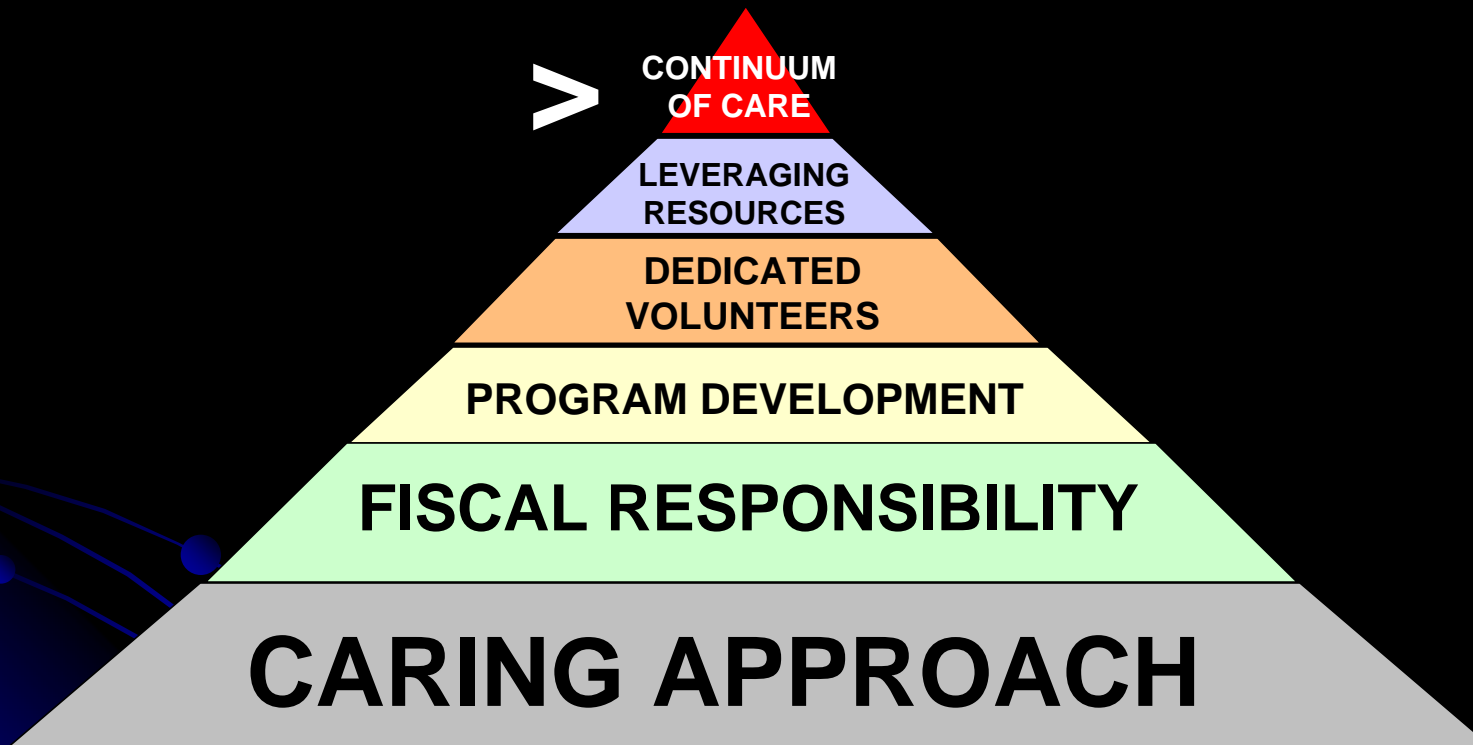 >
CONTINUUM
OF CARE
LEVERAGING
RESOURCES
DEDICATED
VOLUNTEERS
PROGRAM DEVELOPMENT
FISCAL RESPONSIBILITY
CARING APPROACH